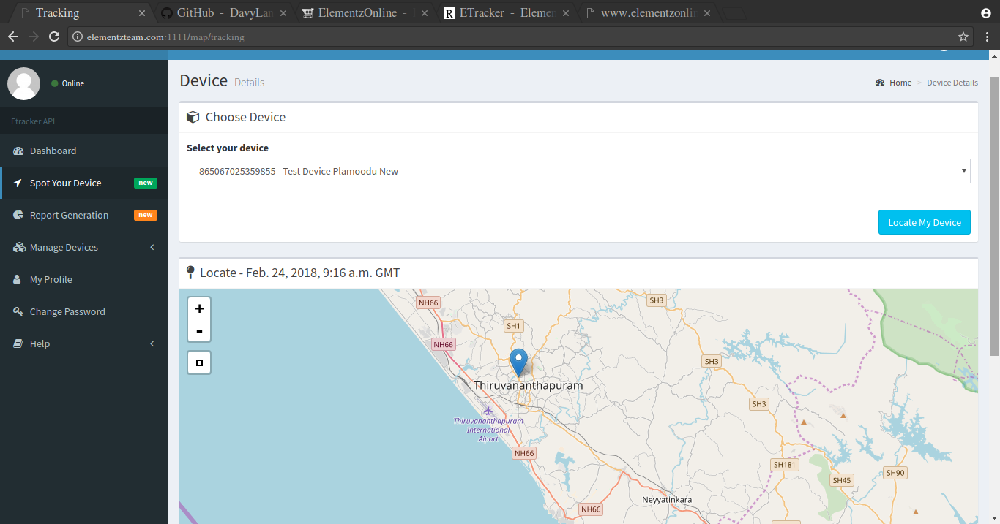 Tracking
GitHub - DavyLan
ElementzOnline -
ETracker - Elemen
www.elementzonli
elementzteam.com:1111/map/tracking
Online
Etracker API
Dashboard
Spot Your Device new
Report Generation new
Manage Devices
My Profile
Change Password
Help
Device Details
Home > Device Details
Choose Device
Select your device
865067025359855 - Test Device Plamoodu New
Locate My Device
Locate - Feb. 24, 2018, 9:16 a.m. GMT
+
-
NH66
SH3
SH1
NH66
SH3
Thiruvananthapuram
SH3
Thiruvananthapuram
International
Aiport
NH66
SH181
SH90
SH45
Neyyatinkara
NH66